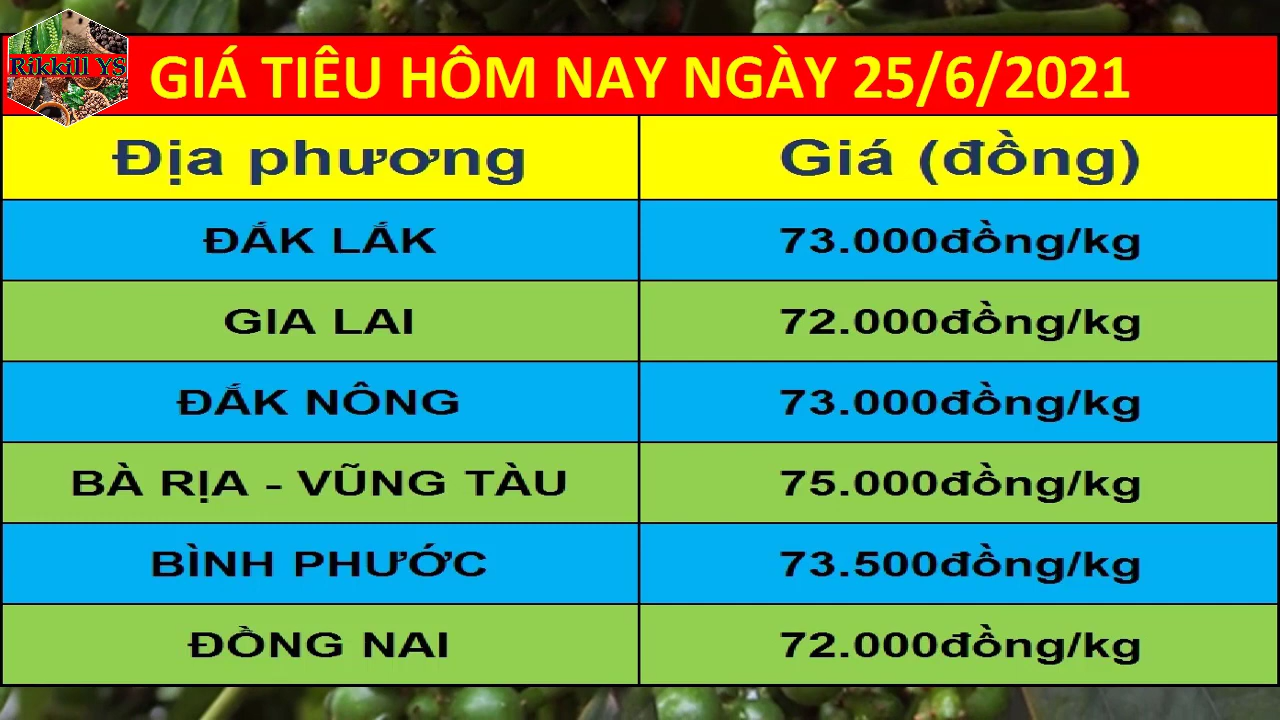 Rikkill YS
GIÁ TIÊU HÔM NAY NGÀY 25/6/2021
Địa phương Giá (đồng)
ĐẮK LẮK 73.000đồng/kg
GIA LAI 72.000đồng/kg
ĐẮK NÔNG 73.000đồng/kg
BÀ RỊA - VŨNG TÀU 75.000đồng/kg
BÌNH PHƯỚC 73.500đồng/kg
ĐỒNG NAI 72.000đồng/kg